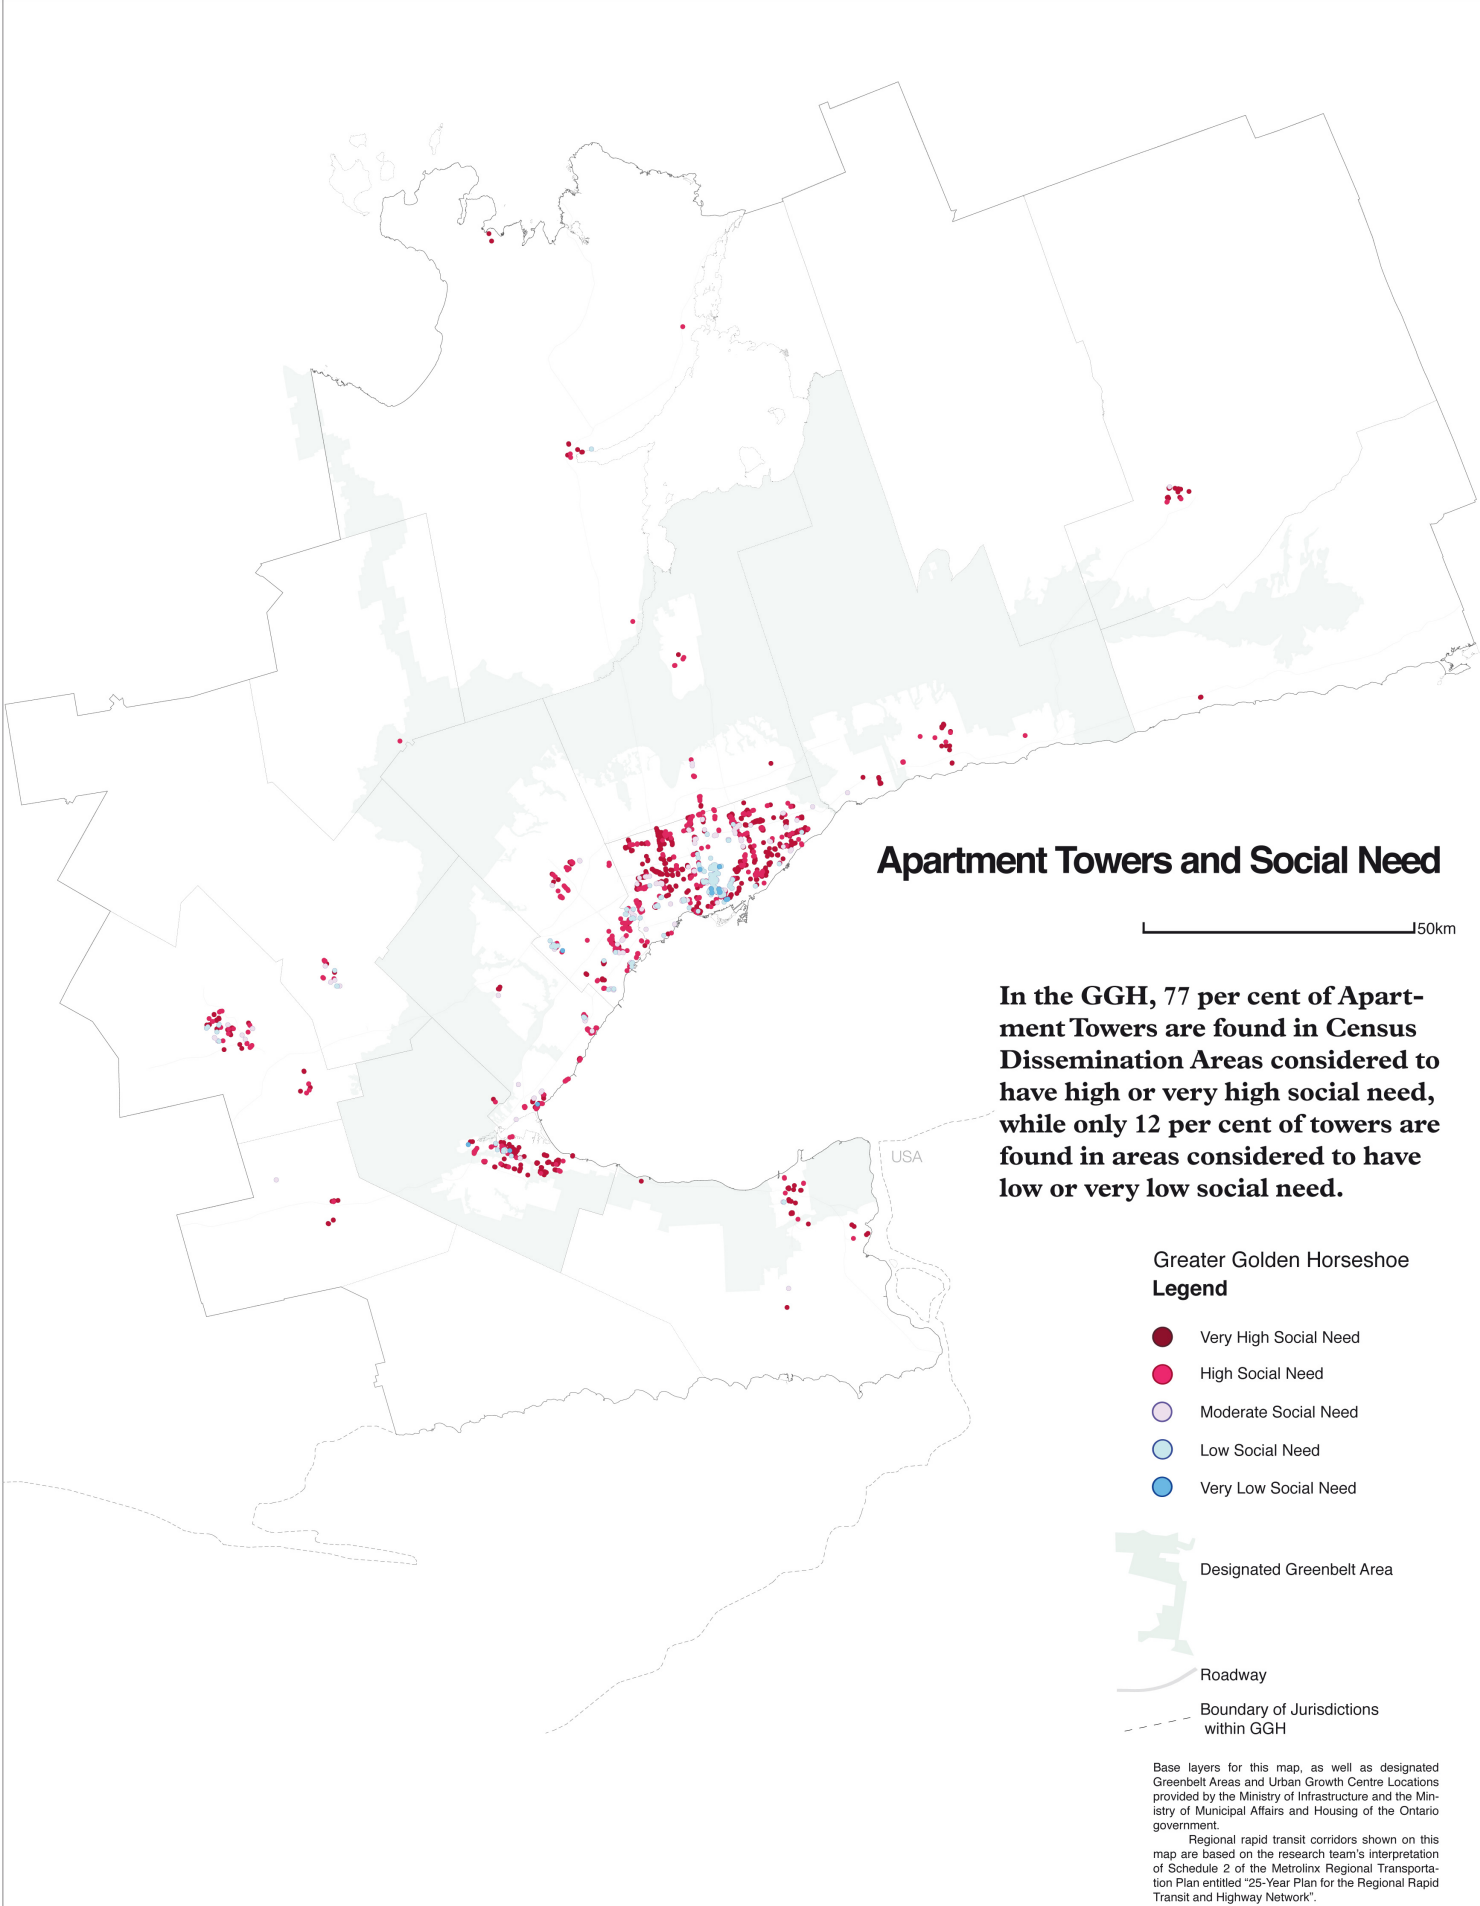 Apartment Towers and Social Need
50km
In the GGH, 77 per cent of Apart-
ment Towers are found in Census
Dissemination Areas considered to
have high or very high social need,
while only 12 per cent of towers are
found in areas considered to have
low or very low social need.
USA
Greater Golden Horseshoe
Legend
Very High Social Need
High Social Need
Moderate Social Need
Low Social Need
Very Low Social Need
Designated Greenbelt Area
Roadway
Boundary of Jurisdictions
within GGH
Base layers for this map, as well as designated
Greenbelt Areas and Urban Growth Centre Locations
provided by the Ministry of Infrastructure and the Min-
istry of Municipal Affairs and Housing of the Ontario
government.
Regional rapid transit corridors shown on this
map are based on the research team's interpretation
of Schedule 2 of the Metrolinx Regional Transporta-
tion Plan entitled “25-Year Plan for the Regional Rapid
Transit and Highway Network”.